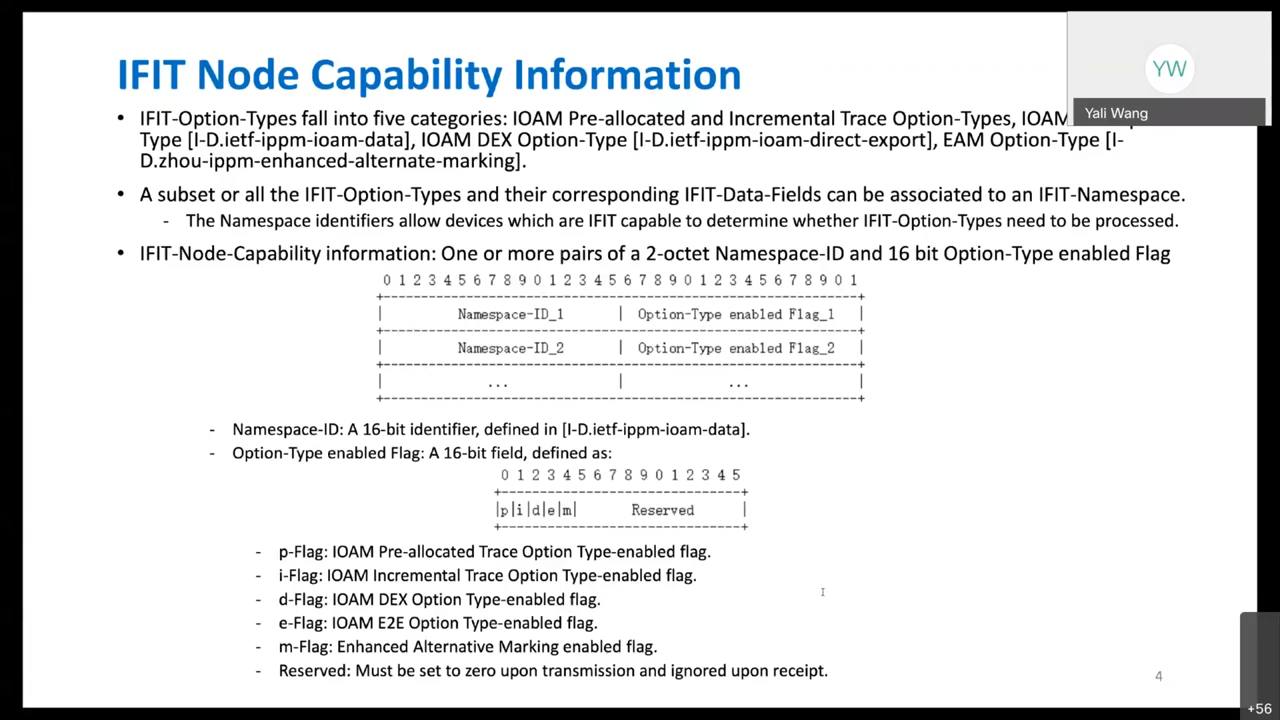 IFIT Node Capability Information
YW
Yali Wang
• IFIT-Option-Types fall into five categories: IOAM Pre-allocated and Incremental Trace Option-Types, IOAM
Type [I-D.ietf-ippm-ioam-data], IOAM DEX Option-Type [I-D.ietf-ippm-ioam-direct-export], EAM Option-Type [I-
D.zhou-ippm-enhanced-alternate-marking].
• A subset or all the IFIT-Option-Types and their corresponding IFIT-Data-Fields can be associated to an IFIT-Namespace.
- The Namespace identifiers allow devices which are IFIT capable to determine whether IFIT-Option-Types need to be processed.
• IFIT-Node-Capability information: One or more pairs of a 2-octet Namespace-ID and 16 bit Option-Type enabled Flag
0 1 2 3 4 5 6 7 8 9 0 1 2 3 4 5 6 7 8 9 0 1 2 3 4 5 6 7 8 9 0 1
+---------------------------------------------------------------+
| Namespace-ID_1 | Option-Type enabled Flag_1 |
+---------------------------------------------------------------+
| Namespace-ID_2 | Option-Type enabled Flag_2 |
+---------------------------------------------------------------+
| ... | ... |
+---------------------------------------------------------------+
- Namespace-ID: A 16-bit identifier, defined in [I-D.ietf-ippm-ioam-data].
- Option-Type enabled Flag: A 16-bit field, defined as:
0 1 2 3 4 5 6 7 8 9 0 1 2 3 4 5
+-------------------------------+
|p|i|d|e|m| Reserved |
+-------------------------------+
- p-Flag: IOAM Pre-allocated Trace Option Type-enabled flag.
- i-Flag: IOAM Incremental Trace Option Type-enabled flag.
- d-Flag: IOAM DEX Option Type-enabled flag.
- e-Flag: IOAM E2E Option Type-enabled flag.
- m-Flag: Enhanced Alternative Marking enabled flag.
- Reserved: Must be set to zero upon transmission and ignored upon receipt.
4
+56